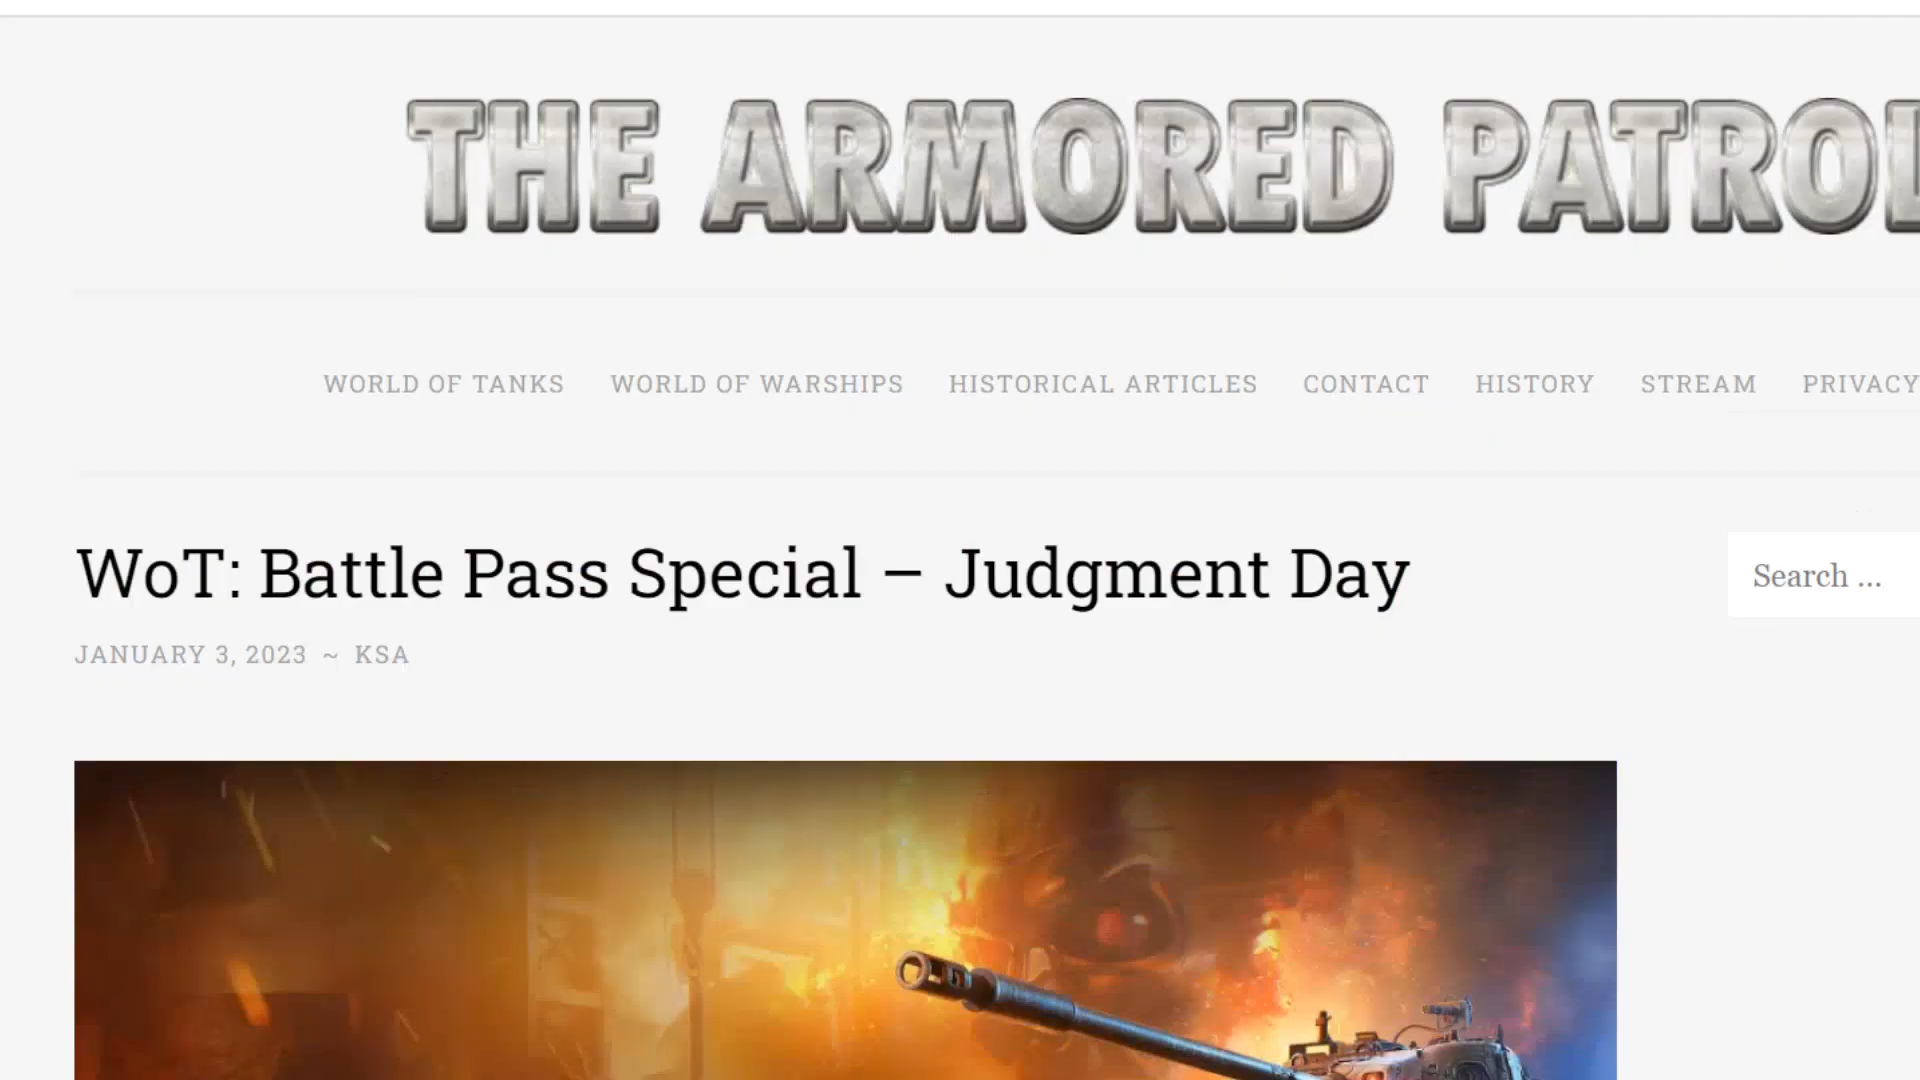 THE ARMORED PATROL
WORLD OF TANKS WORLD OF WARSHIPS HISTORICAL ARTICLES CONTACT HISTORY STREAM PRIVACY
WoT: Battle Pass Special – Judgment Day
Search ...
JANUARY 3, 2023 ~ KSA